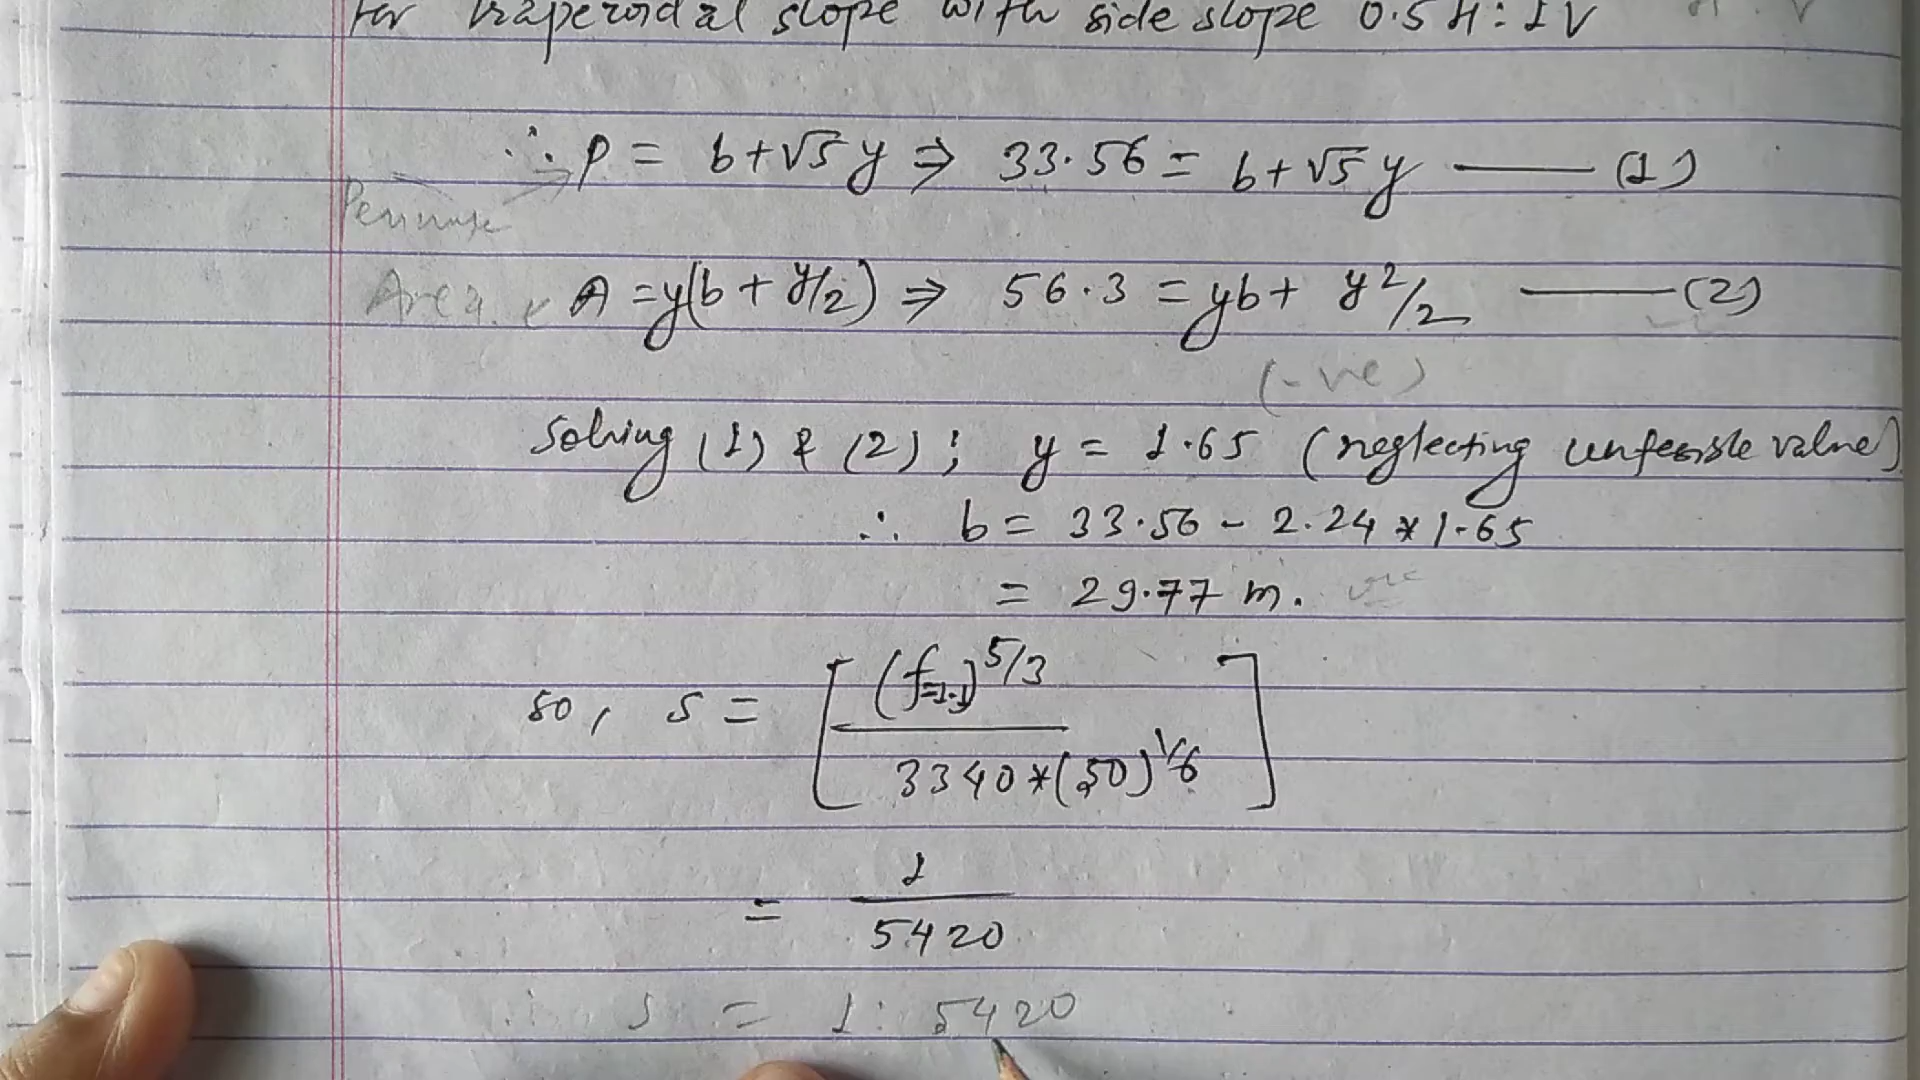 For trapezoidal slope with side slope 0.5H:1V H:V
∴ P = b+√5 y ⇒ 33.56 = b+√5 y —— (1)
Area A = y(b + y/2) ⇒ 56.3 = yb + y²/2 —— (2)
(-ve)
Solving (1) & (2); y = 1.65 (neglecting unfeasible value)
∴ b = 33.56 - 2.24 * 1.65
= 29.77 m.
so, S = [(f=1.1)^5/3 / 3340*(50)^1/6]
= 1/5420
∴ S = 1:5420